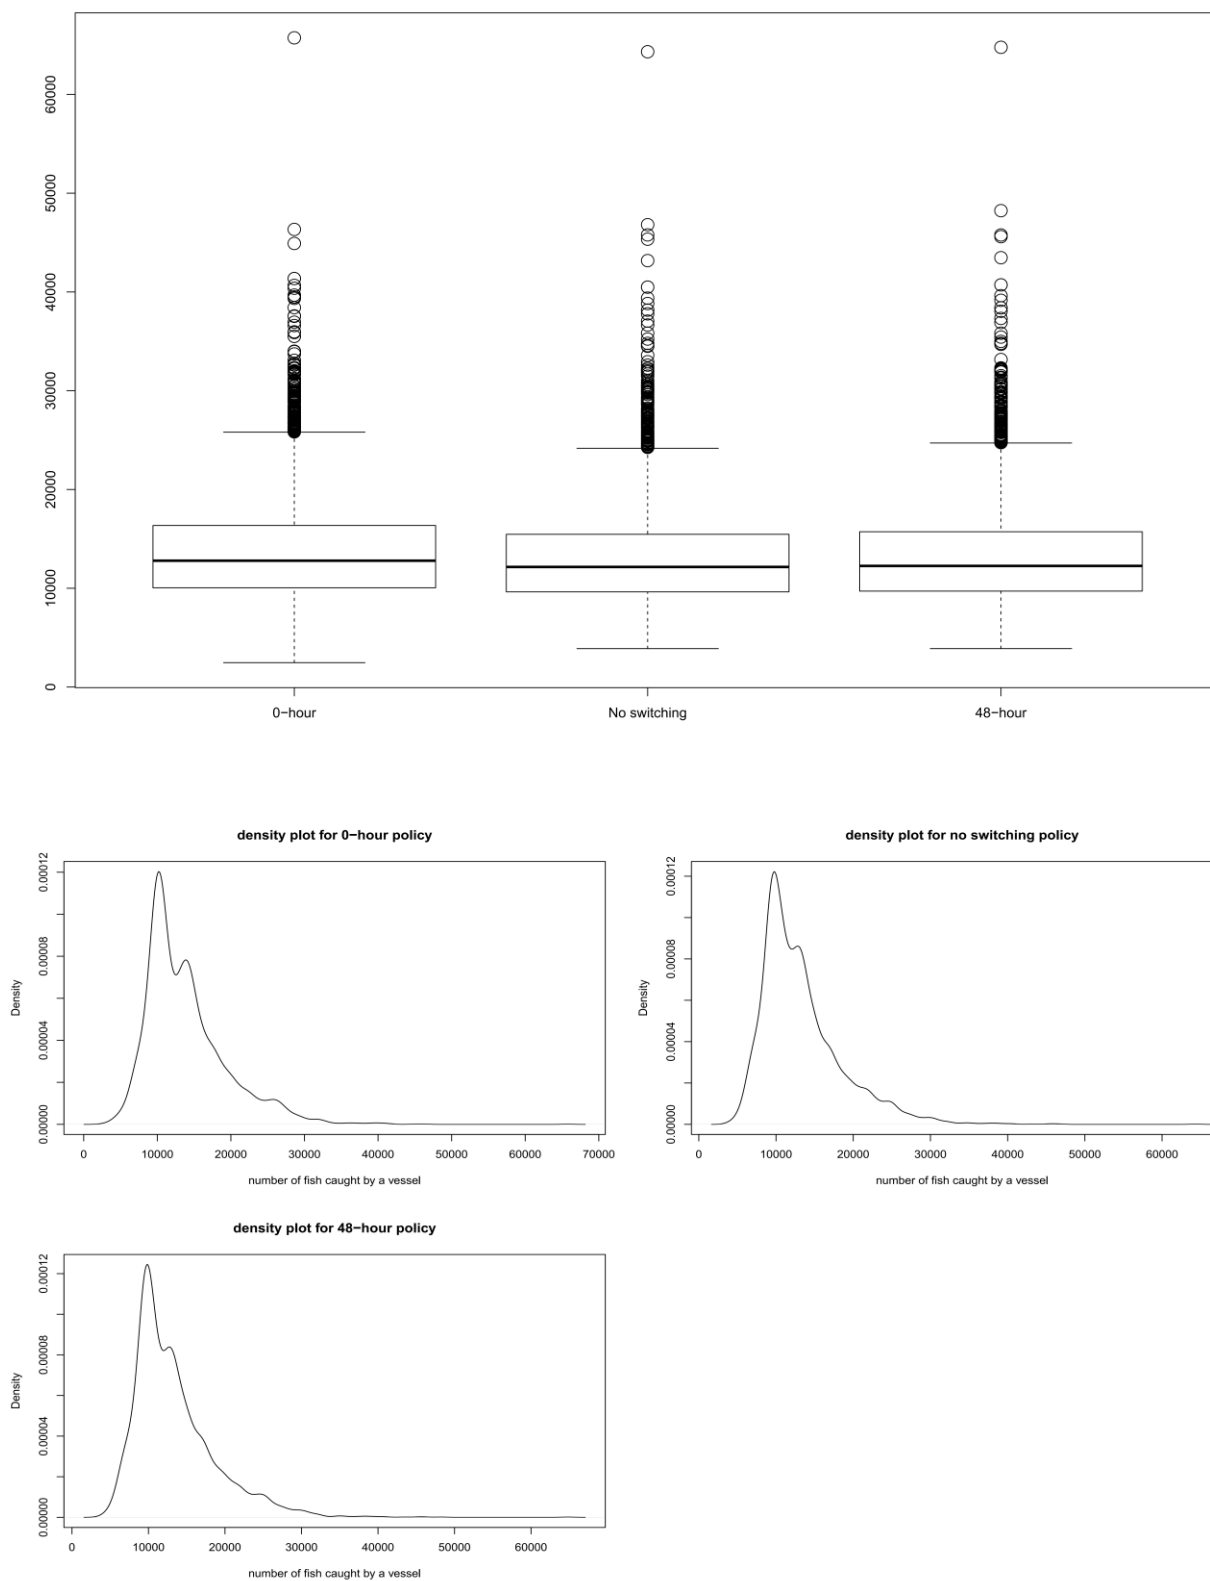 60000
50000
40000
30000
20000
10000
0
0−hour No switching 48−hour
density plot for 0−hour policy
0.00012
0.00008
0.00004
0.00000
Density
0 10000 20000 30000 40000 50000 60000 70000
number of fish caught by a vessel
density plot for no switching policy
0.00012
0.00008
0.00004
0.00000
Density
0 10000 20000 30000 40000 50000 60000
number of fish caught by a vessel
density plot for 48−hour policy
0.00012
0.00008
0.00004
0.00000
Density
0 10000 20000 30000 40000 50000 60000
number of fish caught by a vessel